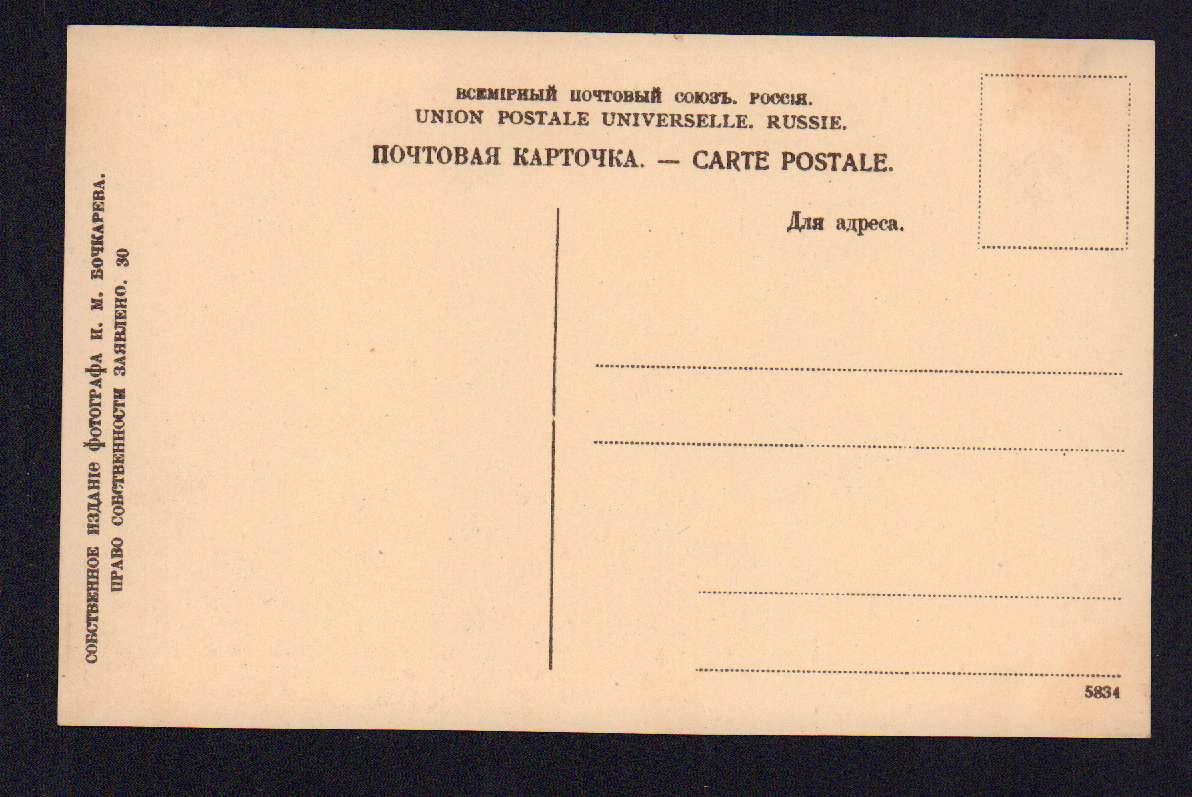 ВСЕМІРНЫЙ ПОЧТОВЫЙ СОЮЗЪ. РОССІЯ.
UNION POSTALE UNIVERSELLE. RUSSIE.
ПОЧТОВАЯ КАРТОЧКА. — CARTE POSTALE.
Для адреса.
СОБСТВЕННОЕ ИЗДАНІЕ ФОТОГРАФА И. М. БОЧКАРЕВА.
ПРАВО СОБСТВЕННОСТИ ЗАЯВЛЕНО. 30
5834